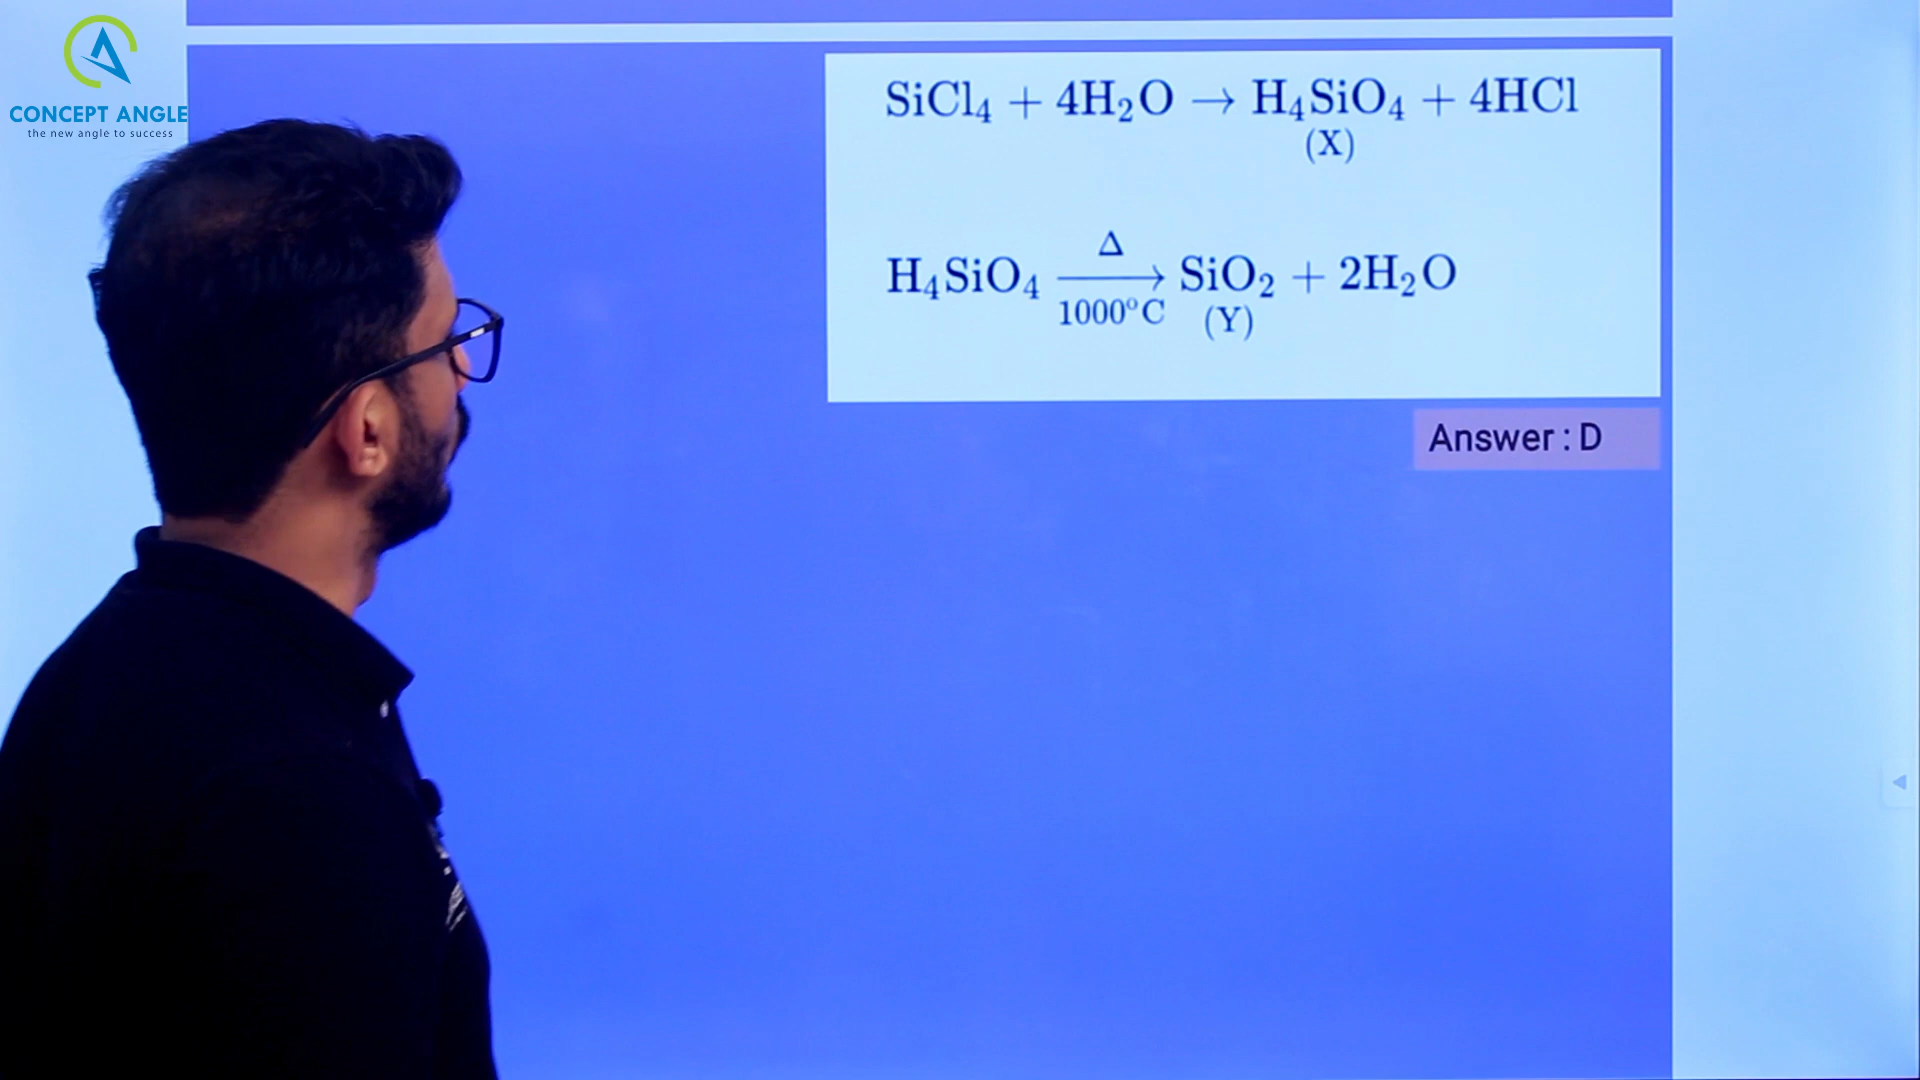 CONCEPT ANGLE
the new angle to success
SiCl₄ + 4H₂O → H₄SiO₄ + 4HCl
(X)
Δ
H₄SiO₄ → SiO₂ + 2H₂O
1000°C (Y)
Answer : D